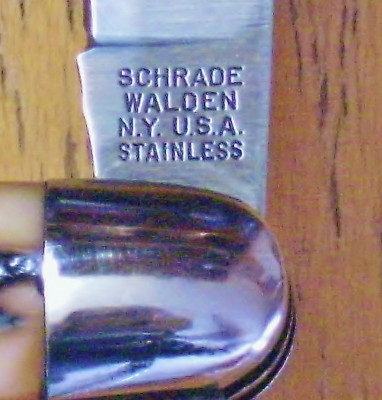 SCHRADE
WALDEN
N.Y. U.S.A.
STAINLESS